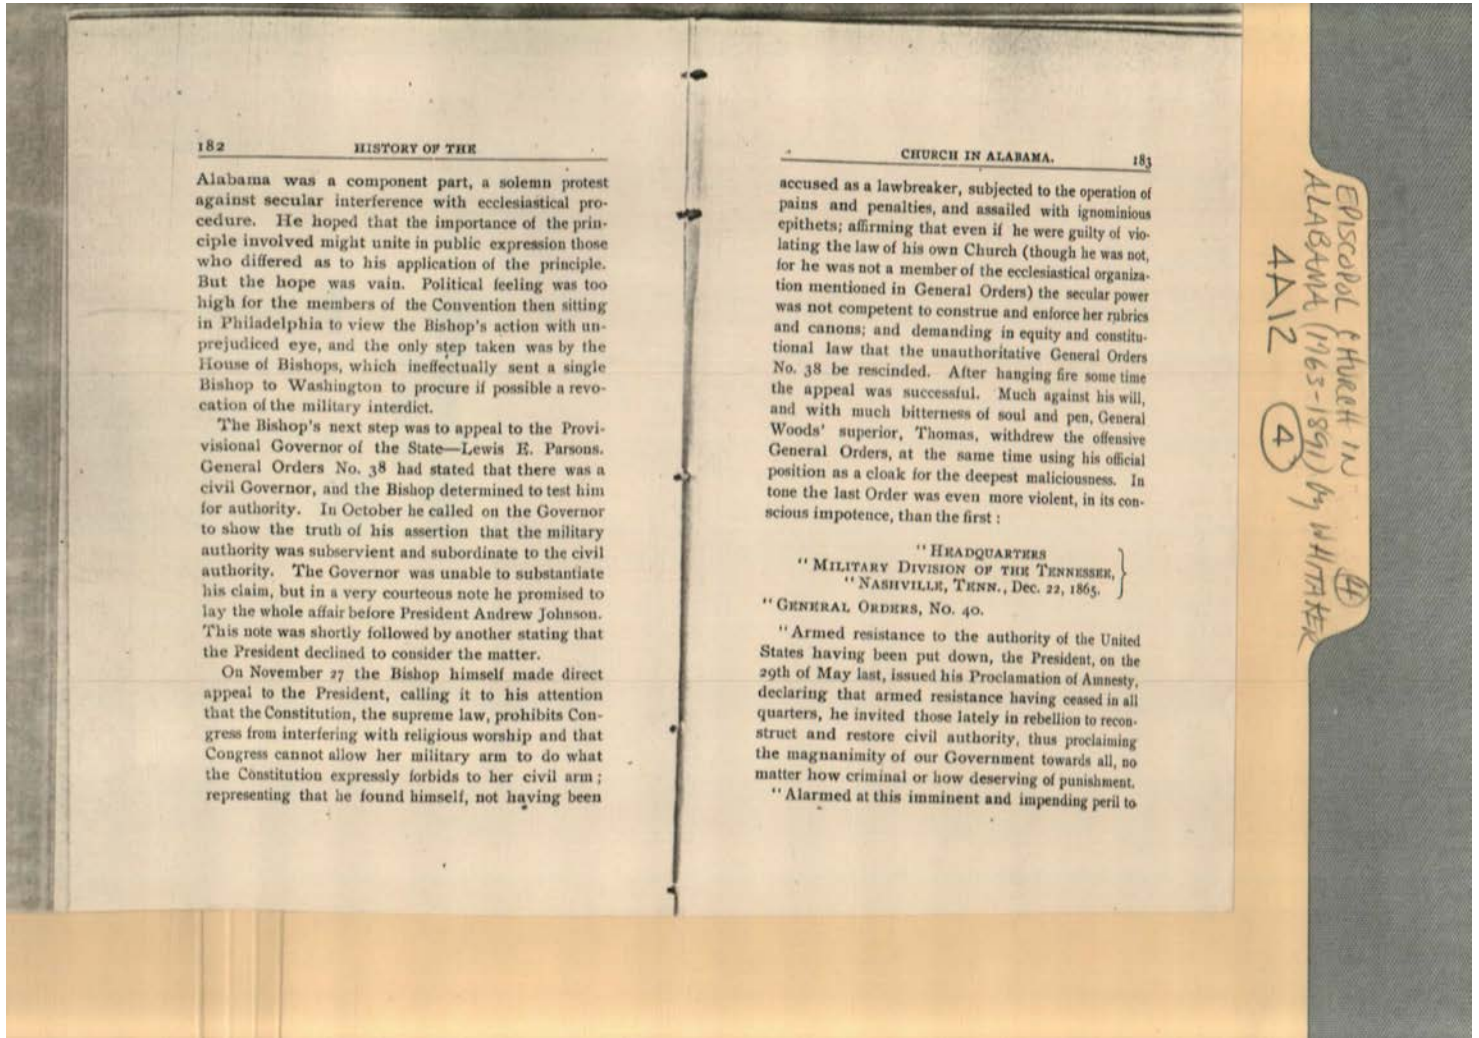 182 HISTORY OF THE
Alabama was a component part, a solemn protest
against secular interference with ecclesiastical pro-
cedure. He hoped that the importance of the prin-
ciple involved might unite in public expression those
who differed as to his application of the principle.
But the hope was vain. Political feeling was too
high for the members of the Convention then sitting
in Philadelphia to view the Bishop's action with un-
prejudiced eye, and the only step taken was by the
House of Bishops, which ineffectually sent a single
Bishop to Washington to procure if possible a revo-
cation of the military interdict.
The Bishop's next step was to appeal to the Provi-
visional Governor of the State—Lewis E. Parsons.
General Orders No. 38 had stated that there was a
civil Governor, and the Bishop determined to test him
for authority. In October he called on the Governor
to show the truth of his assertion that the military
authority was subservient and subordinate to the civil
authority. The Governor was unable to substantiate
his claim, but in a very courteous note he promised to
lay the whole affair before President Andrew Johnson.
This note was shortly followed by another stating that
the President declined to consider the matter.
On November 27 the Bishop himself made direct
appeal to the President, calling it to his attention
that the Constitution, the supreme law, prohibits Con-
gress from interfering with religious worship and that
Congress cannot allow her military arm to do what
the Constitution expressly forbids to her civil arm;
representing that he found himself, not having been
CHURCH IN ALABAMA. 183
accused as a lawbreaker, subjected to the operation of
pains and penalties, and assailed with ignominious
epithets; affirming that even if he were guilty of vio-
lating the law of his own Church (though he was not,
for he was not a member of the ecclesiastical organiza-
tion mentioned in General Orders) the secular power
was not competent to construe and enforce her rubrics
and canons; and demanding in equity and constitu-
tional law that the unauthoritative General Orders
No. 38 be rescinded. After hanging fire some time
the appeal was successful. Much against his will,
and with much bitterness of soul and pen, General
Woods' superior, Thomas, withdrew the offensive
General Orders, at the same time using his official
position as a cloak for the deepest maliciousness. In
tone the last Order was even more violent, in its con-
scious impotence, than the first:
"HEADQUARTERS
"MILITARY DIVISION OF THE TENNESSEE,
"NASHVILLE, TENN., Dec. 22, 1865. }
"GENERAL ORDERS, No. 40.
"Armed resistance to the authority of the United
States having been put down, the President, on the
29th of May last, issued his Proclamation of Amnesty,
declaring that armed resistance having ceased in all
quarters, he invited those lately in rebellion to recon-
struct and restore civil authority, thus proclaiming
the magnanimity of our Government towards all, no
matter how criminal or how deserving of punishment.
"Alarmed at this imminent and impending peril to
EPISCOPOL CHURCH IN
ALABAMA (1763-1891) by WHITAKER
4A12 4